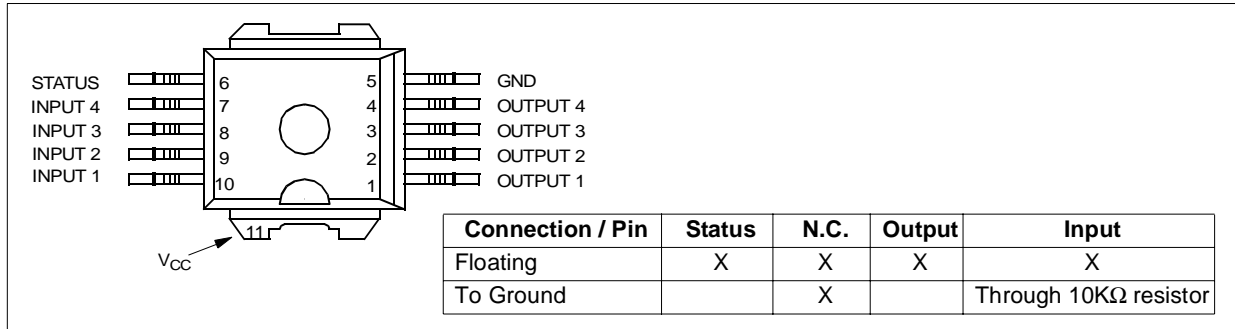 STATUS 6 5 GND
INPUT 4 7 4 OUTPUT 4
INPUT 3 8 3 OUTPUT 3
INPUT 2 9 2 OUTPUT 2
INPUT 1 10 1 OUTPUT 1
11
VCC
Connection / Pin Status N.C. Output Input
Floating X X X X
To Ground X Through 10KΩ resistor